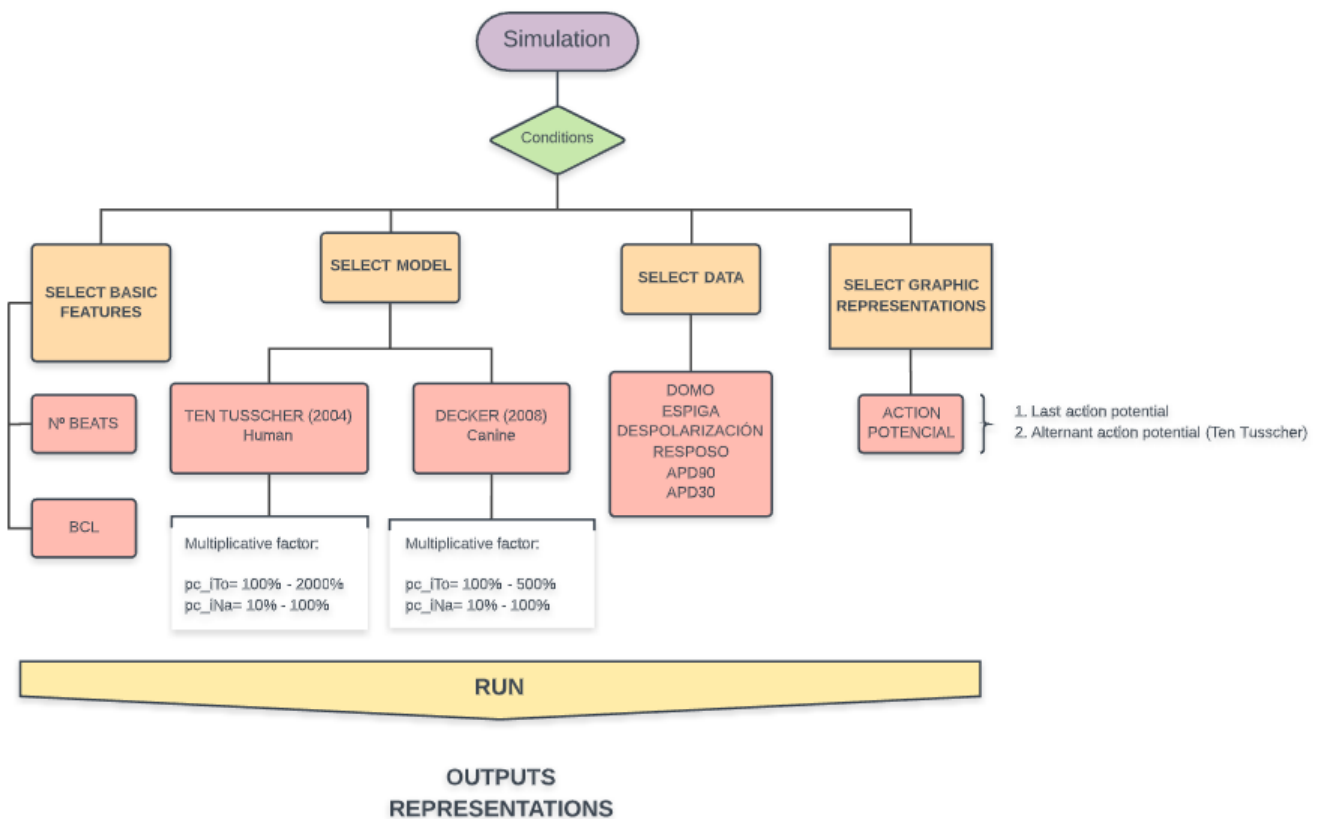 Simulation
Conditions
SELECT BASIC
FEATURES
Nº BEATS
BCL
SELECT MODEL
TEN TUSSCHER (2004)
Human
Multiplicative factor:
pc_iTo= 100% - 2000%
pc_iNa= 10% - 100%
DECKER (2008)
Canine
Multiplicative factor:
pc_iTo= 100% - 500%
pc_iNa= 10% - 100%
SELECT DATA
DOMO
ESPIGA
DESPOLARIZACIÓN
RESPOSO
APD90
APD30
SELECT GRAPHIC
REPRESENTATIONS
ACTION
POTENCIAL
1. Last action potential
2. Alternant action potential (Ten Tusscher)
RUN
OUTPUTS
REPRESENTATIONS